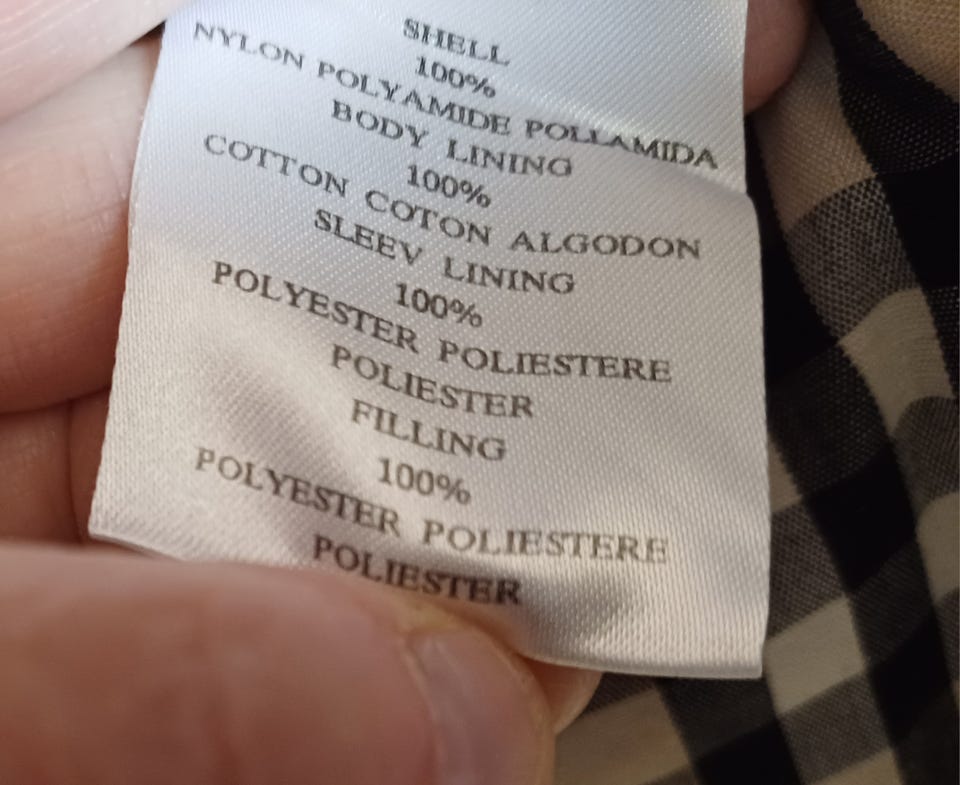 SHELL
100%
NYLON POLYAMIDE POLLAMIDA
BODY LINING
100%
COTTON COTON ALGODON
SLEEV LINING
100%
POLYESTER POLIESTERE
POLIESTER
FILLING
100%
POLYESTER POLIESTERE
POLIESTER